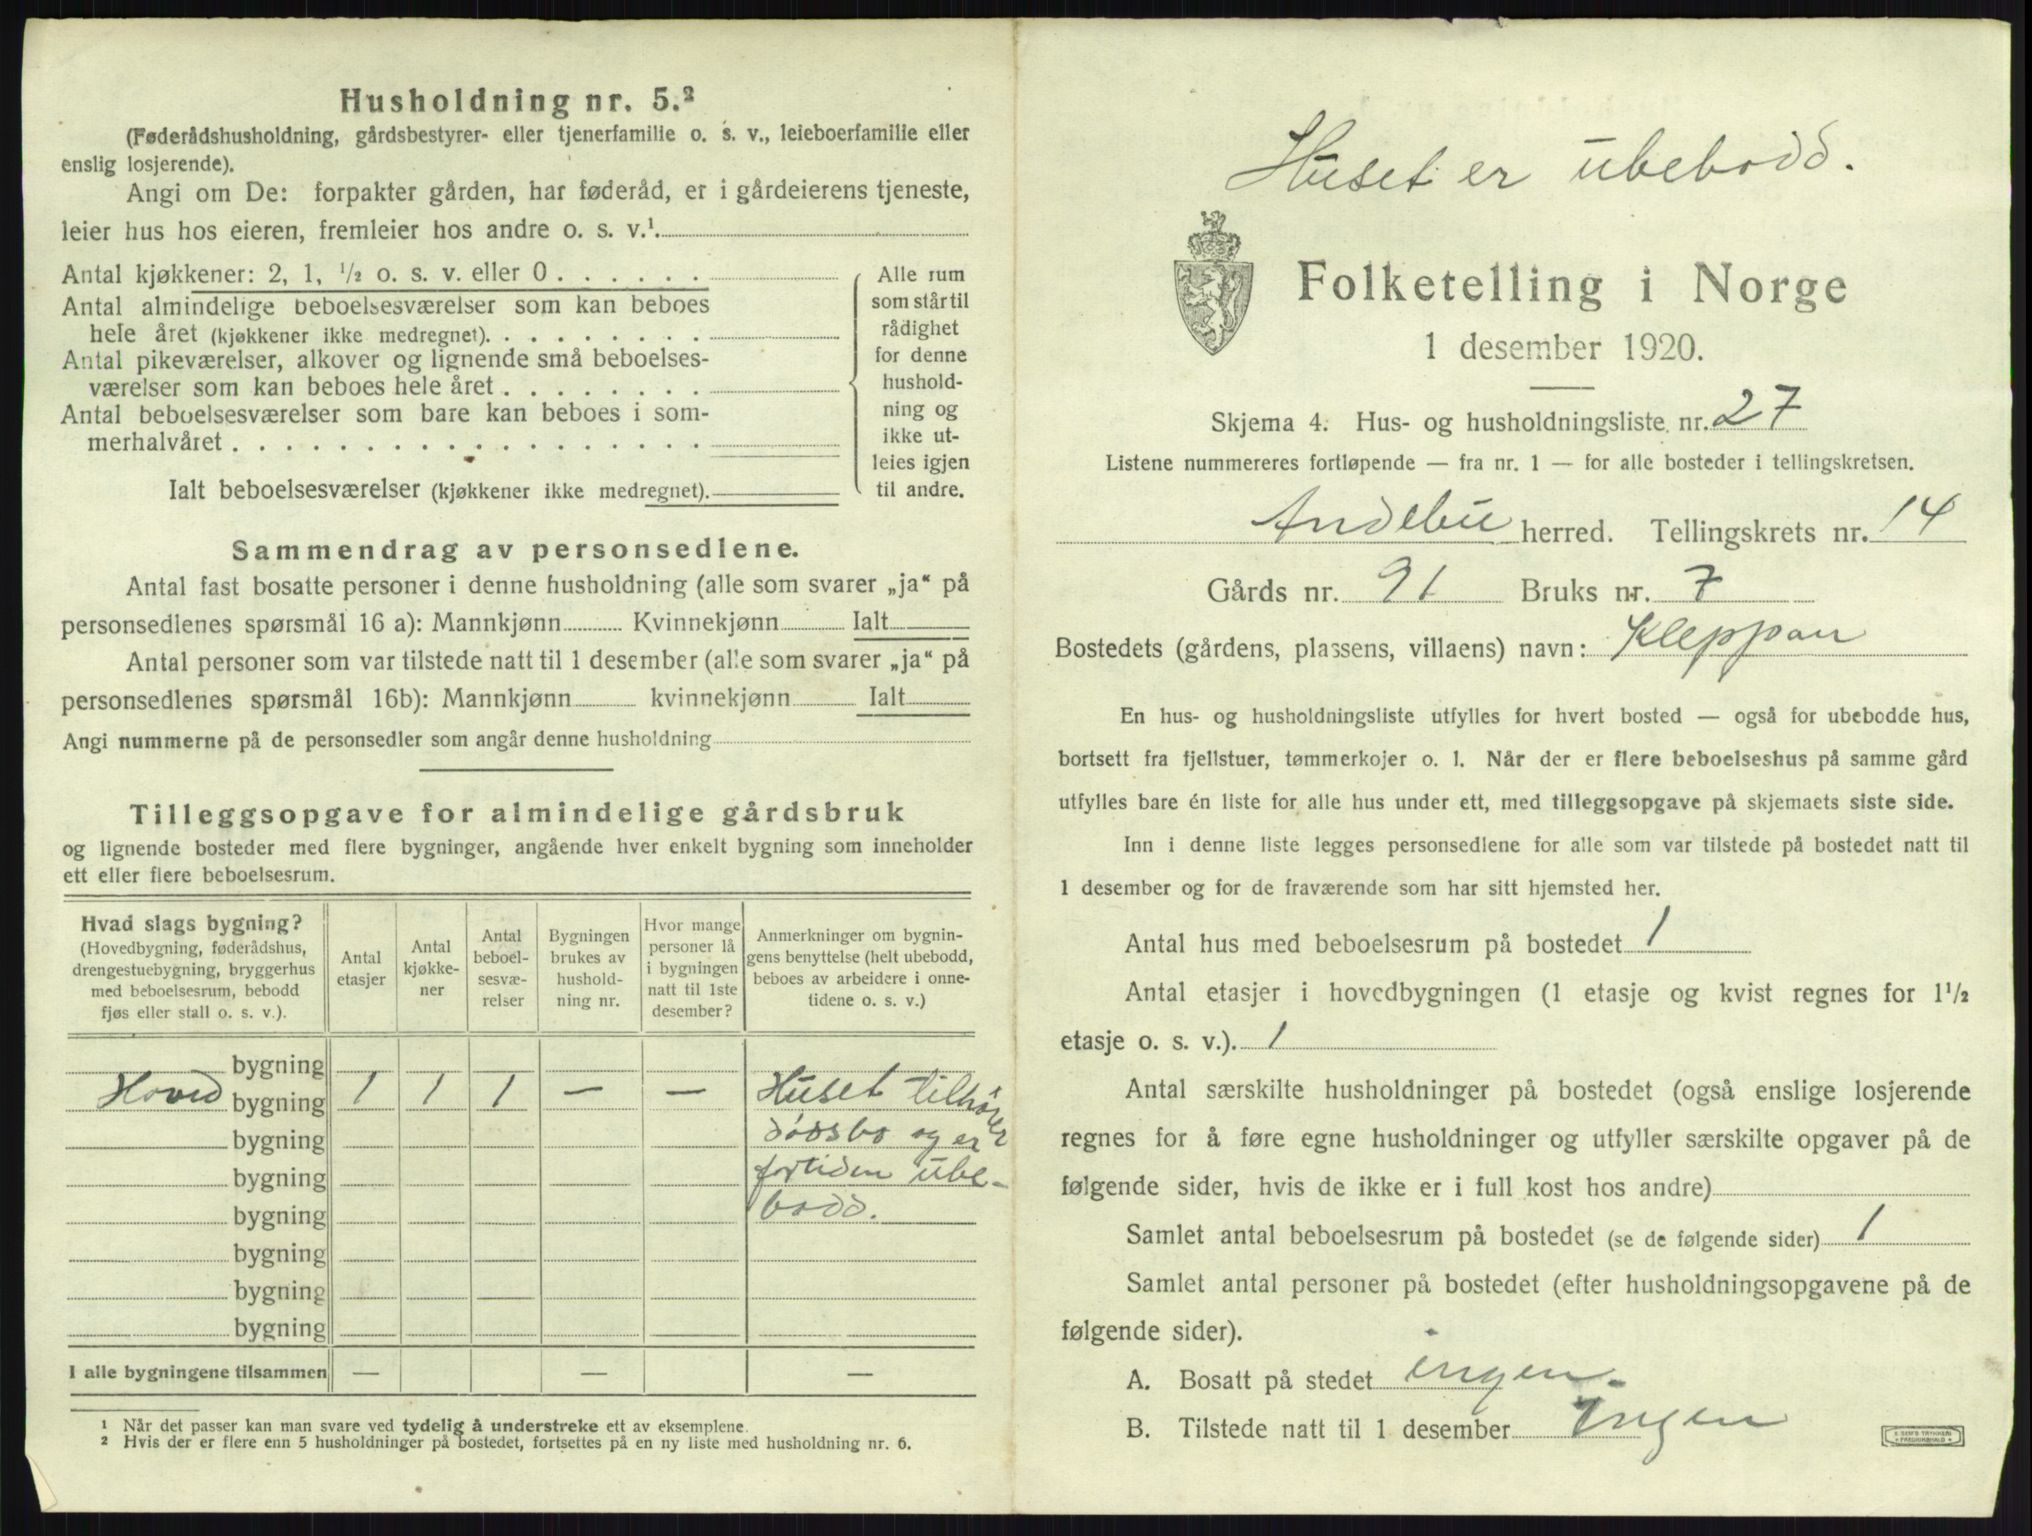 Husholdning nr. 5.²
(Føderådshusholdning, gårdsbestyrer- eller tjenerfamilie o. s. v., leieboerfamilie eller
enslig losjerende).
Angi om De: forpakter gården, har føderåd, er i gårdeierens tjeneste,
leier hus hos eieren, fremleier hos andre o. s. v.¹
Antal kjøkkener: 2, 1, ½ o. s. v. eller 0 . . . . . .
Antal almindelige beboelsesværelser som kan beboes
hele året (kjøkkener ikke medregnet). . . . . . . . .
Antal pikeværelser, alkover og lignende små beboelses-
værelser som kan beboes hele året . . . . . . . .
Antal beboelsesværelser som bare kan beboes i som-
merhalvåret . . . . . . . . . . . . . . . . . .
Ialt beboelsesværelser (kjøkkener ikke medregnet).
Alle rum
som står til
rådighet
for denne
hushold-
ning og
ikke ut-
leies igjen
til andre.
Sammendrag av personsedlene.
Antal fast bosatte personer i denne husholdning (alle som svarer „ja“ på
personsedlenes spørsmål 16 a): Mannkjønn Kvinnekjønn Ialt
Antal personer som var tilstede natt til 1 desember (alle som svarer „ja“ på
personsedlenes spørsmål 16b): Mannkjønn kvinnekjønn Ialt
Angi nummerne på de personsedler som angår denne husholdning
Tilleggsopgave for almindelige gårdsbruk
og lignende bosteder med flere bygninger, angående hver enkelt bygning som inneholder
ett eller flere beboelsesrum.
Hvad slags bygning?
(Hovedbygning, føderådshus,
drengestuebygning, bryggerhus
med beboelsesrum, bebodd
fjøs eller stall o. s. v.).
Antal
etasjer
Antal
kjøkke-
ner
Antal
beboel-
sesvæ-
relser
Bygningen
brukes av
hushold-
ning nr.
Hvor mange
personer lå
i bygningen
natt til 1ste
desember?
Anmerkninger om bygnin-
gens benyttelse (helt ubebodd,
beboes av arbeidere i onne-
tidene o. s. v.)
bygning
Hoved bygning 1 1 1 — — Huset tilhører
bygning dødsbo og er
bygning fortiden ube-
bygning bodd.
bygning
bygning
bygning
I alle bygningene tilsammen — — —
¹ Når det passer kan man svare ved tydelig å understreke ett av eksemplene.
² Hvis der er flere enn 5 husholdninger på bostedet, fortsettes på en ny liste med husholdning nr. 6.
Huset er ubebodd.
Folketelling i Norge
1 desember 1920.
Skjema 4. Hus- og husholdningsliste nr. 27
Listene nummereres fortløpende — fra nr. 1 — for alle bosteder i tellingskretsen.
Andebu herred. Tellingskrets nr. 14
Gårds nr. 91 Bruks nr. 7
Bostedets (gårdens, plassens, villaens) navn: Kleppan
En hus- og husholdningsliste utfylles for hvert bosted — også for ubebodde hus,
bortsett fra fjellstuer, tømmerkojer o. l. Når der er flere beboelseshus på samme gård
utfylles bare én liste for alle hus under ett, med tilleggsopgave på skjemaets siste side.
Inn i denne liste legges personsedlene for alle som var tilstede på bostedet natt til
1 desember og for de fraværende som har sitt hjemsted her.
Antal hus med beboelsesrum på bostedet 1
Antal etasjer i hovedbygningen (1 etasje og kvist regnes for 1½
etasje o. s. v.). 1
Antal særskilte husholdninger på bostedet (også enslige losjerende
regnes for å føre egne husholdninger og utfyller særskilte opgaver på de
følgende sider, hvis de ikke er i full kost hos andre)
Samlet antal beboelsesrum på bostedet (se de følgende sider) 1
Samlet antal personer på bostedet (efter husholdningsopgavene på de
følgende sider).
A. Bosatt på stedet ingen.
B. Tilstede natt til 1 desember Ingen